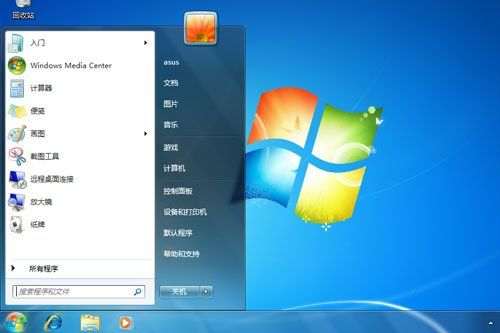 回收站
入门
Windows Media Center
计算器
便笺
画图
截图工具
远程桌面连接
放大镜
纸牌
所有程序
搜索程序和文件
asus
文档
图片
音乐
游戏
计算机
控制面板
设备和打印机
默认程序
帮助和支持
关机